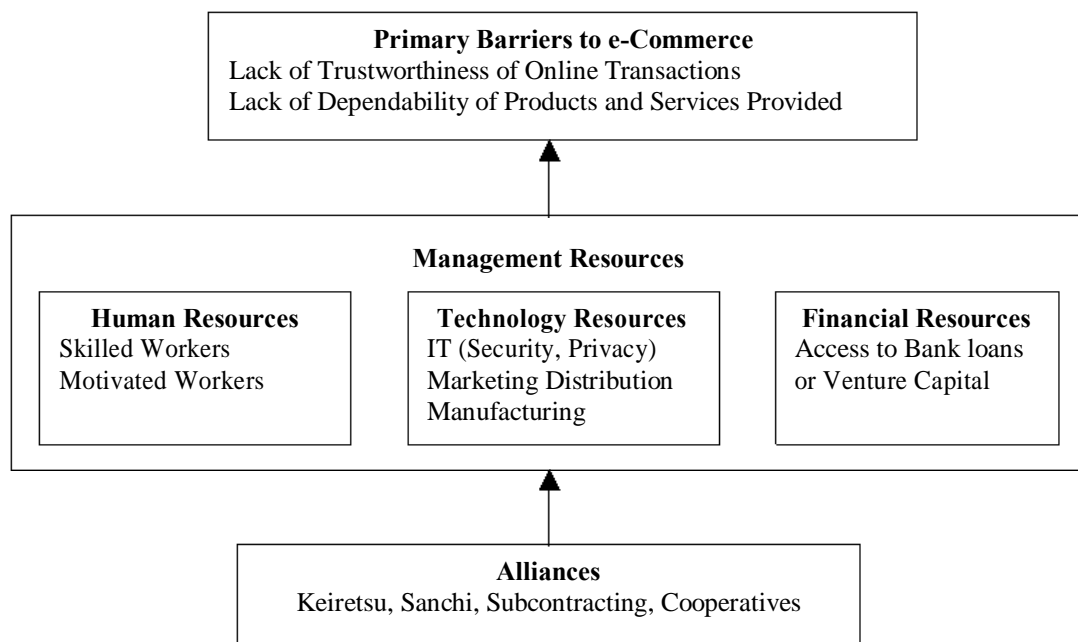 Primary Barriers to e-Commerce
Lack of Trustworthiness of Online Transactions
Lack of Dependability of Products and Services Provided
Management Resources
Human Resources
Skilled Workers
Motivated Workers
Technology Resources
IT (Security, Privacy)
Marketing Distribution
Manufacturing
Financial Resources
Access to Bank loans
or Venture Capital
Alliances
Keiretsu, Sanchi, Subcontracting, Cooperatives